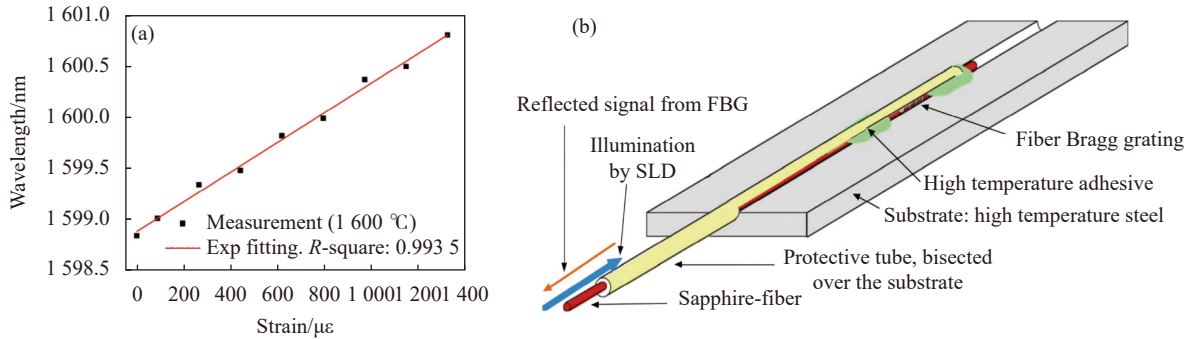 (a)
1 601.0
1 600.5
1 600.0
1 599.5
1 599.0
1 598.5
Wavelength/nm
Measurement (1 600 ℃)
Exp fitting. R-square: 0.993 5
0 200 400 600 800 1 0001 2001 400
Strain/με
(b)
Reflected signal from FBG
Illumination
by SLD
Fiber Bragg grating
High temperature adhesive
Substrate: high temperature steel
Protective tube, bisected
over the substrate
Sapphire-fiber